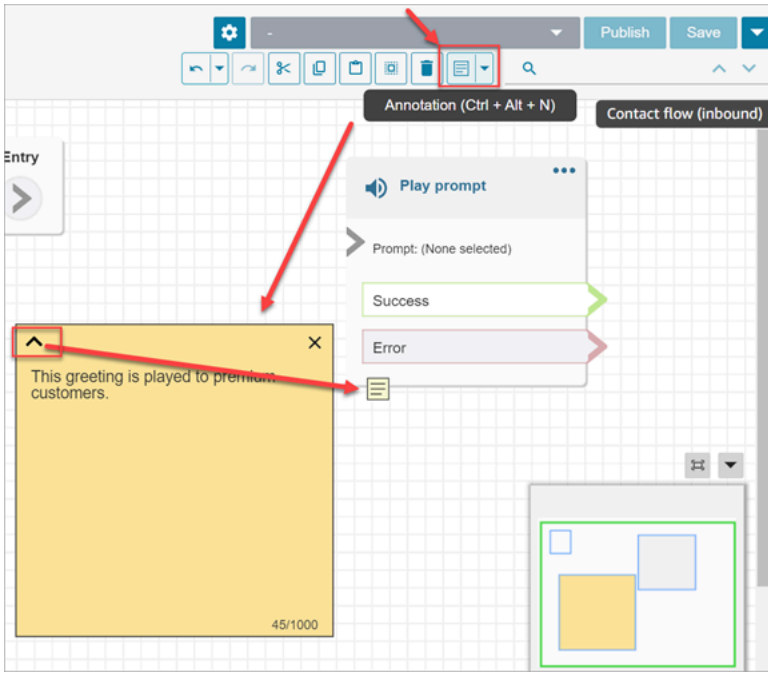 -
Publish
Save
Annotation (Ctrl + Alt + N)
Contact flow (inbound)
Entry
Play prompt
Prompt: (None selected)
Success
Error
This greeting is played to premium
customers.
45/1000